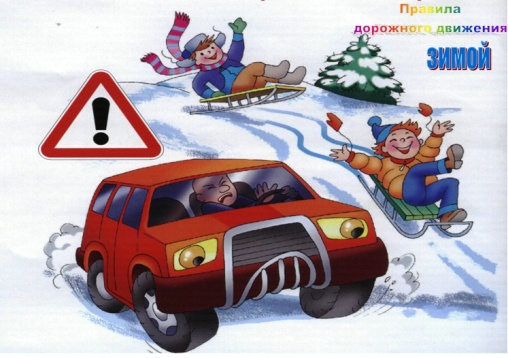 Правила
дорожного движения
ЗИМОЙ